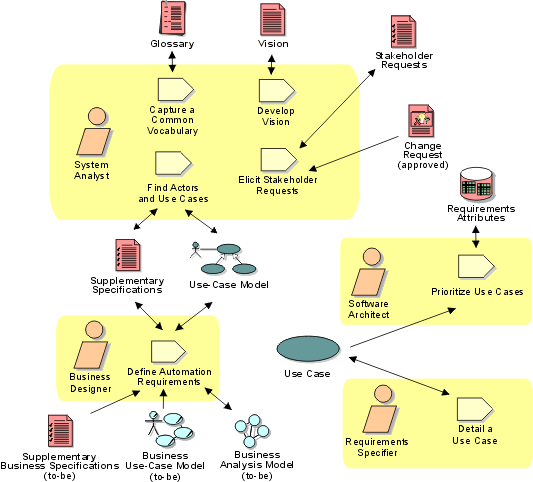 Glossary
Vision
Stakeholder
Requests
Capture a
Common
Vocabulary
Develop
Vision
System
Analyst
Change
Request
(approved)
Find Actors
and Use Cases
Elicit Stakeholder
Requests
Requirements
Attributes
Supplementary
Specifications
Use-Case Model
Software
Architect
Prioritize Use Cases
Business
Designer
Define Automation
Requirements
Use Case
Requirements
Specifier
Detail a
Use Case
Supplementary
Business Specifications
(to-be)
Business
Use-Case Model
(to-be)
Business
Analysis Model
(to-be)